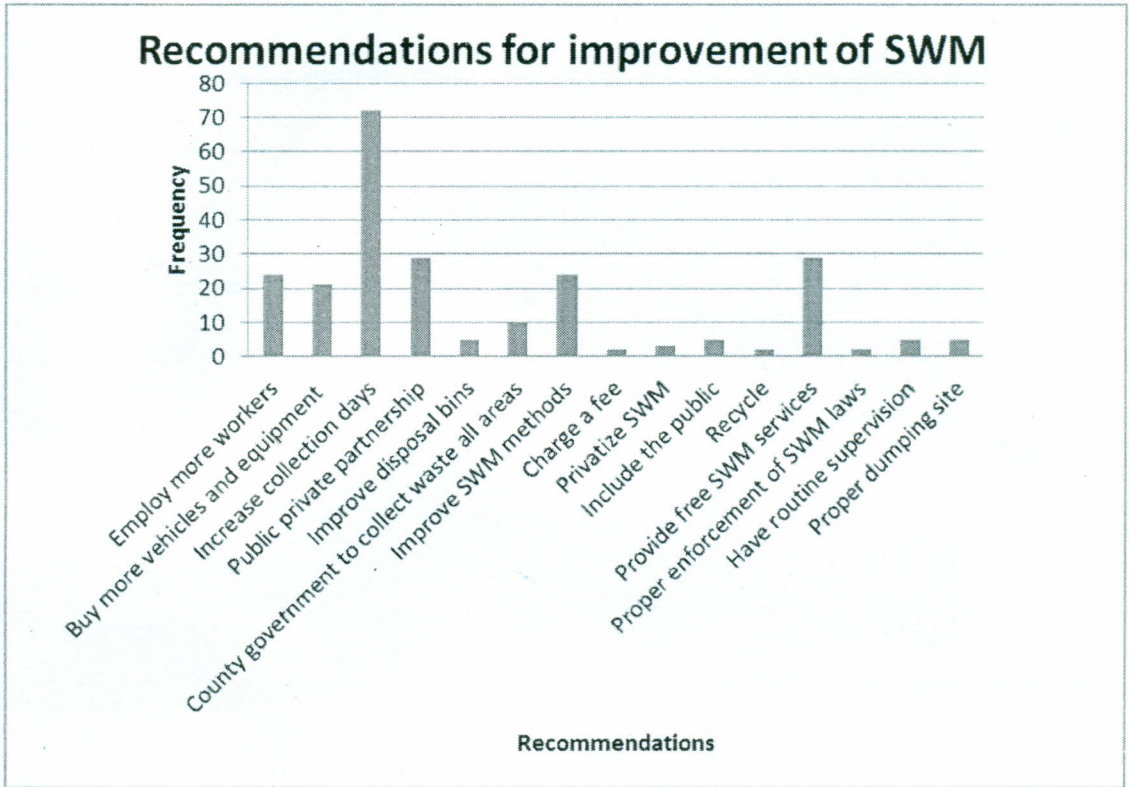 Recommendations for improvement of SWM
Frequency
80
70
60
50
40
30
20
10
0
Employ more workers
Buy more vehicles and equipment
Increase collection days
Public private partnership
Improve disposal bins
County government to collect waste all areas
Improve SWM methods
Charge a fee
Privatize SWM
Include the public
Recycle
Provide free SWM services
Proper enforcement of SWM laws
Have routine supervision
Proper dumping site
Recommendations